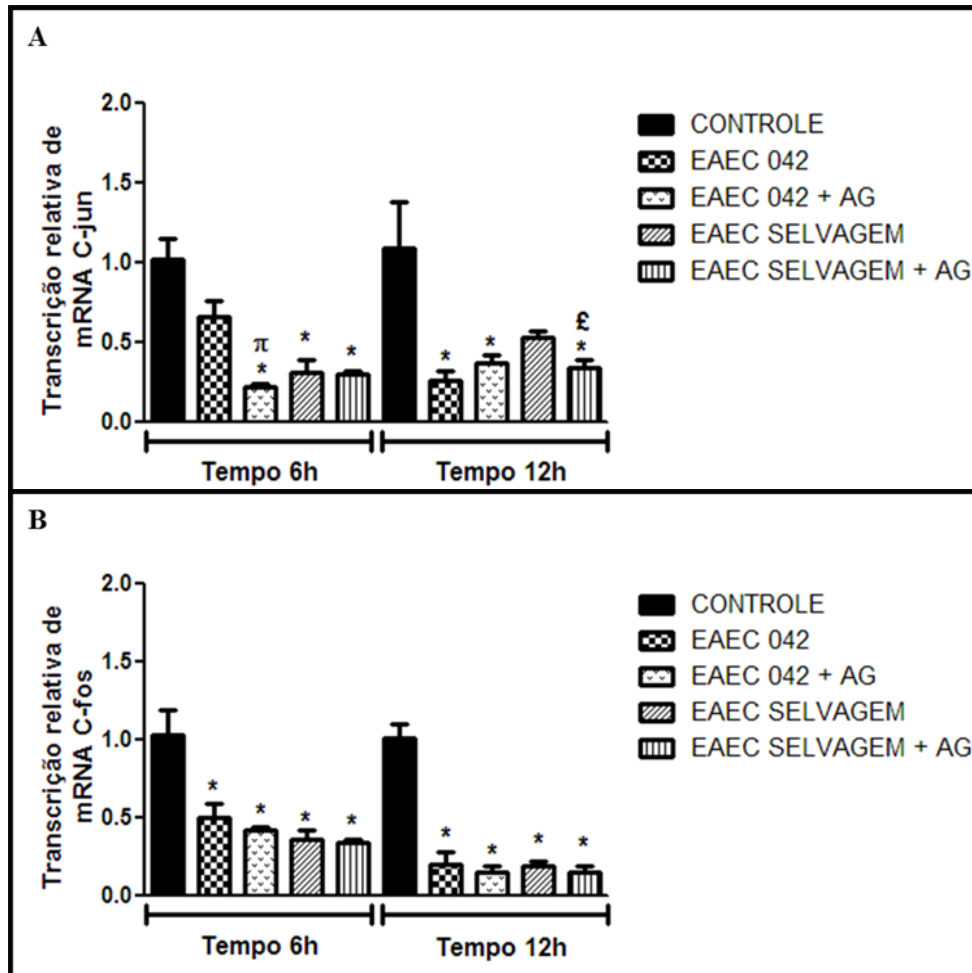 A
Transcrição relativa de
mRNA C-jun
2.0
1.5
1.0
0.5
0.0
π
*
*
*
*
*
£
*
Tempo 6h
Tempo 12h
CONTROLE
EAEC 042
EAEC 042 + AG
EAEC SELVAGEM
EAEC SELVAGEM + AG
B
Transcrição relativa de
mRNA C-fos
2.0
1.5
1.0
0.5
0.0
*
*
*
*
*
*
*
*
Tempo 6h
Tempo 12h
CONTROLE
EAEC 042
EAEC 042 + AG
EAEC SELVAGEM
EAEC SELVAGEM + AG